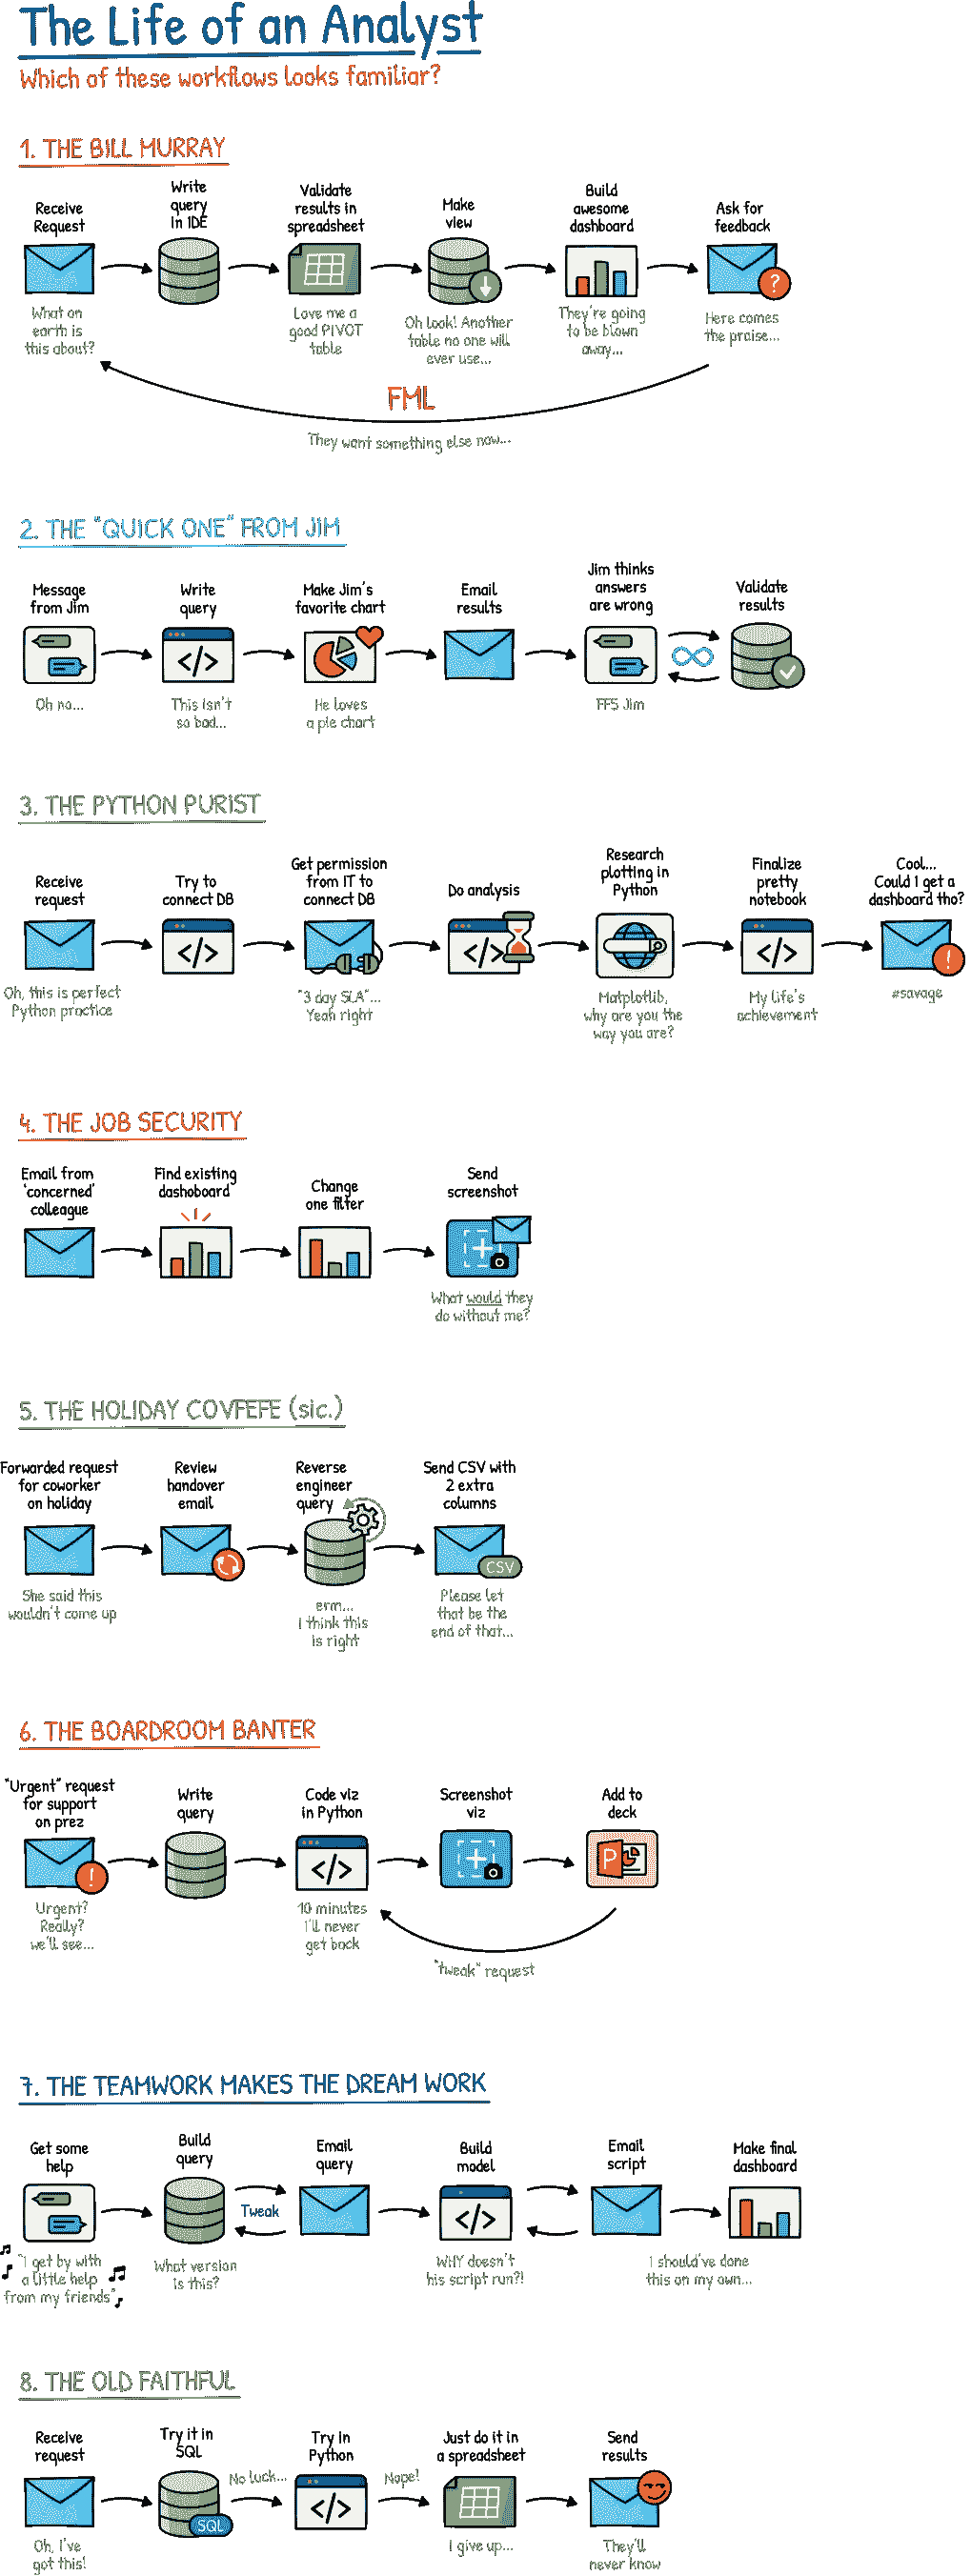 The Life of an Analyst
Which of these workflows looks familiar?
1. THE BILL MURRAY
Receive
Request
Write
query
in IDE
Validate
results in
spreadsheet
Make
view
Build
awesome
dashboard
Ask for
feedback
?
What on
earth is
this about?
Love me a
good PIVOT
table
Oh look! Another
table no one will
ever use...
They're going
to be blown
away...
Here comes
the praise...
FML
They want something else now...
2. THE "QUICK ONE" FROM JIM
Message
from Jim
Write
query
Make Jim's
favorite chart
Email
results
Jim thinks
answers
are wrong
Validate
results
</>
Oh no...
This isn't
so bad...
He loves
a pie chart
FFS Jim
3. THE PYTHON PURIST
Receive
request
Try to
connect DB
Get permission
from IT to
connect DB
Do analysis
Research
plotting in
Python
Finalize
pretty
notebook
Cool...
Could I get a
dashboard tho?
</>
</>
</>
!
Oh, this is perfect
Python practice
"3 day SLA"...
Yeah right
Matplotlib,
why are you the
way you are?
My life's
achievement
#savage
4. THE JOB SECURITY
Email from
'concerned'
colleague
Find existing
dashoboard
Change
one filter
Send
screenshot
What would they
do without me?
5. THE HOLIDAY COVFEFE (sic.)
Forwarded request
for coworker
on holiday
Review
handover
email
Reverse
engineer
query
Send CSV with
2 extra
columns
CSV
She said this
wouldn't come up
erm...
I think this
is right
Please let
that be the
end of that...
6. THE BOARDROOM BANTER
"Urgent" request
for support
on prez
Write
query
Code viz
in Python
Screenshot
viz
Add to
deck
!
</>
P
Urgent?
Really?
we'll see...
10 minutes
I'll never
get back
"tweak" request
7. THE TEAMWORK MAKES THE DREAM WORK
Get some
help
Build
query
Email
query
Build
model
Email
script
Make final
dashboard
Tweak
</>
"I get by with
a little help
from my friends"
What version
is this?
WHY doesn't
his script run?!
I should've done
this on my own...
8. THE OLD FAITHFUL
Receive
request
Try it in
SQL
No luck...
Try in
Python
Nope!
Just do it in
a spreadsheet
Send
results
SQL
</>
Oh, I've
got this!
I give up...
They'll
never know